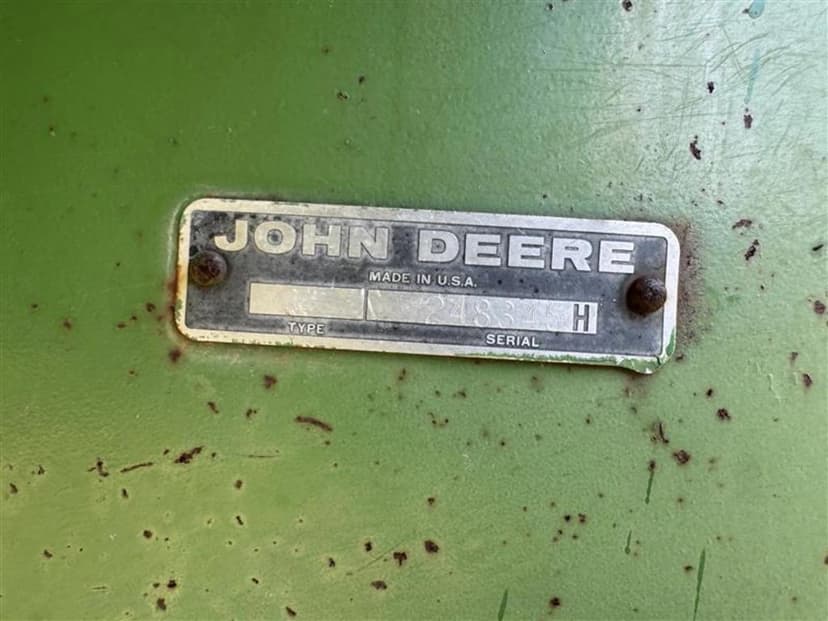 JOHN DEERE
MADE IN U.S.A.
H
TYPE SERIAL